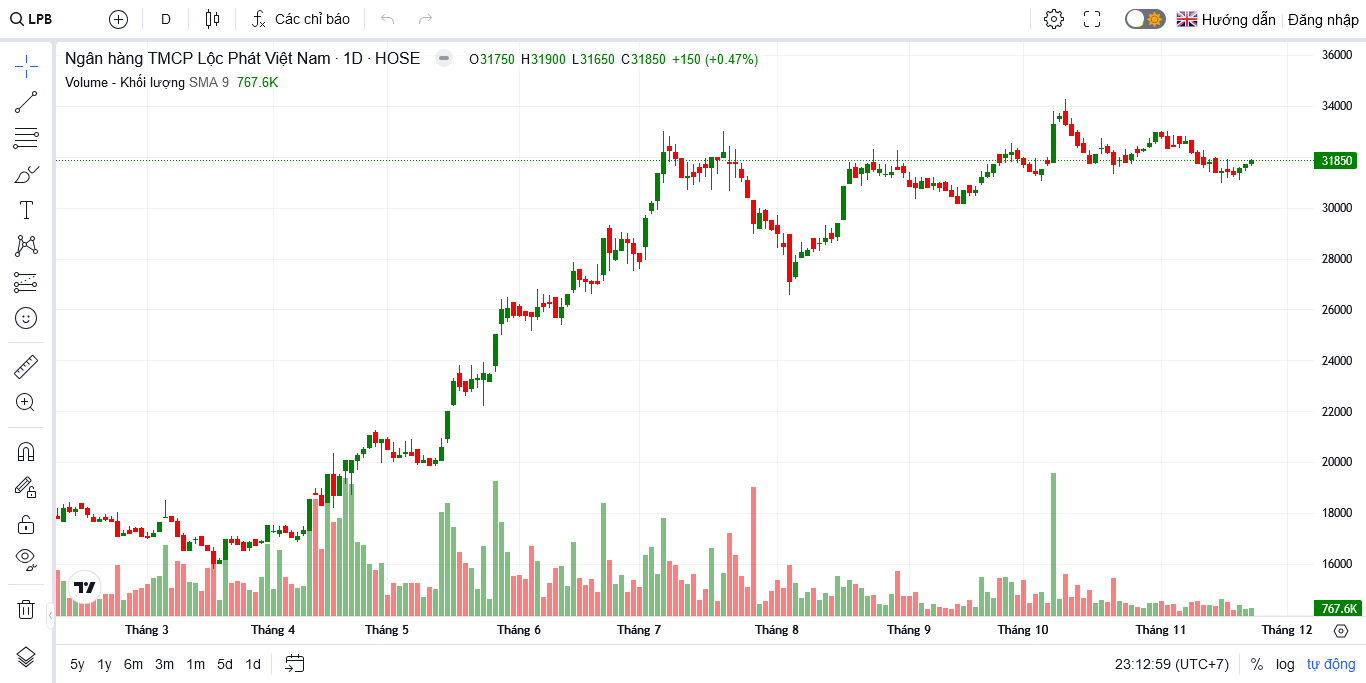 LPB D Các chỉ báo Hướng dẫn Đăng nhập
Ngân hàng TMCP Lộc Phát Việt Nam · 1D · HOSE O31750 H31900 L31650 C31850 +150 (+0.47%)
Volume - Khối lượng SMA 9 767.6K
36000
34000
31850
30000
28000
26000
24000
22000
20000
18000
16000
767.6K
Tháng 3 Tháng 4 Tháng 5 Tháng 6 Tháng 7 Tháng 8 Tháng 9 Tháng 10 Tháng 11 Tháng 12
5y 1y 6m 3m 1m 5d 1d 23:12:59 (UTC+7) % log tự động